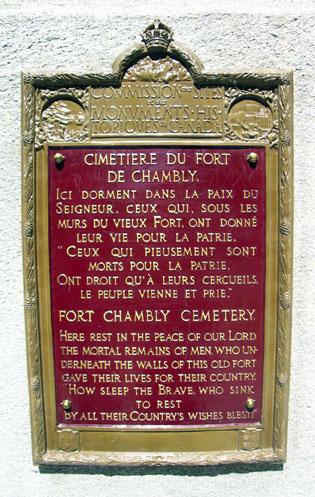 COMMISSION DES SITES
ET DES
MONUMENTS·HIS
TORIQUES·CANADA
CIMETIERE DU FORT
DE CHAMBLY.
ICI DORMENT DANS LA PAIX DU
SEIGNEUR, CEUX QUI, SOUS LES
MURS DU VIEUX FORT, ONT DONNÉ
LEUR VIE POUR LA PATRIE.
"CEUX QUI PIEUSEMENT SONT
MORTS POUR LA PATRIE,
ONT DROIT QU'À LEURS CERCUEILS,
LE PEUPLE VIENNE ET PRIE."
FORT CHAMBLY CEMETERY.
HERE REST IN THE PEACE OF OUR LORD
THE MORTAL REMAINS OF MEN, WHO UN-
DERNEATH THE WALLS OF THIS OLD FORT
GAVE THEIR LIVES FOR THEIR COUNTRY.
"HOW SLEEP THE BRAVE, WHO SINK
TO REST
BY ALL THEIR COUNTRY'S WISHES BLEST!"